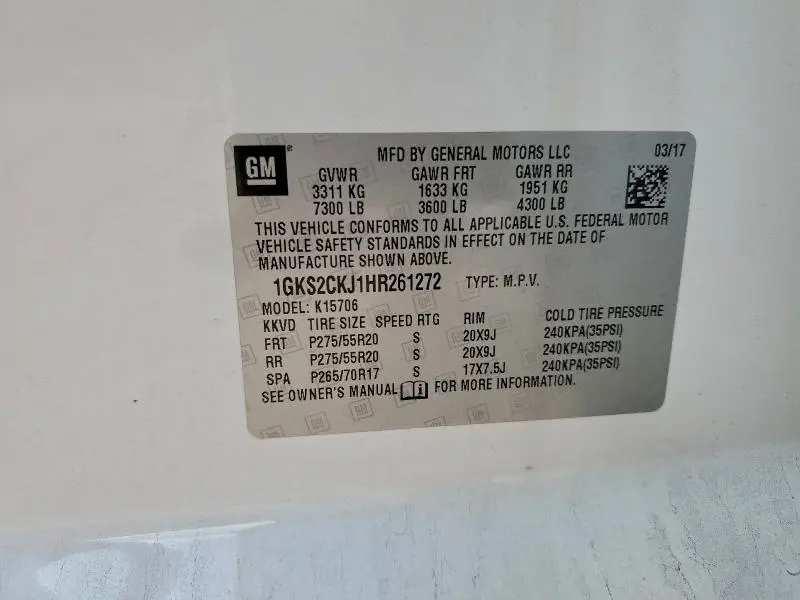 GM ® MFD BY GENERAL MOTORS LLC 03/17
GVWR GAWR FRT GAWR RR
3311 KG 1633 KG 1951 KG
7300 LB 3600 LB 4300 LB
THIS VEHICLE CONFORMS TO ALL APPLICABLE U.S. FEDERAL MOTOR
VEHICLE SAFETY STANDARDS IN EFFECT ON THE DATE OF
MANUFACTURE SHOWN ABOVE.
1GKS2CKJ1HR261272 TYPE: M.P.V.
MODEL: K15706
KKVD TIRE SIZE SPEED RTG RIM COLD TIRE PRESSURE
FRT P275/55R20 S 20X9J 240KPA(35PSI)
RR P275/55R20 S 20X9J 240KPA(35PSI)
SPA P265/70R17 S 17X7.5J 240KPA(35PSI)
SEE OWNER'S MANUAL i FOR MORE INFORMATION.